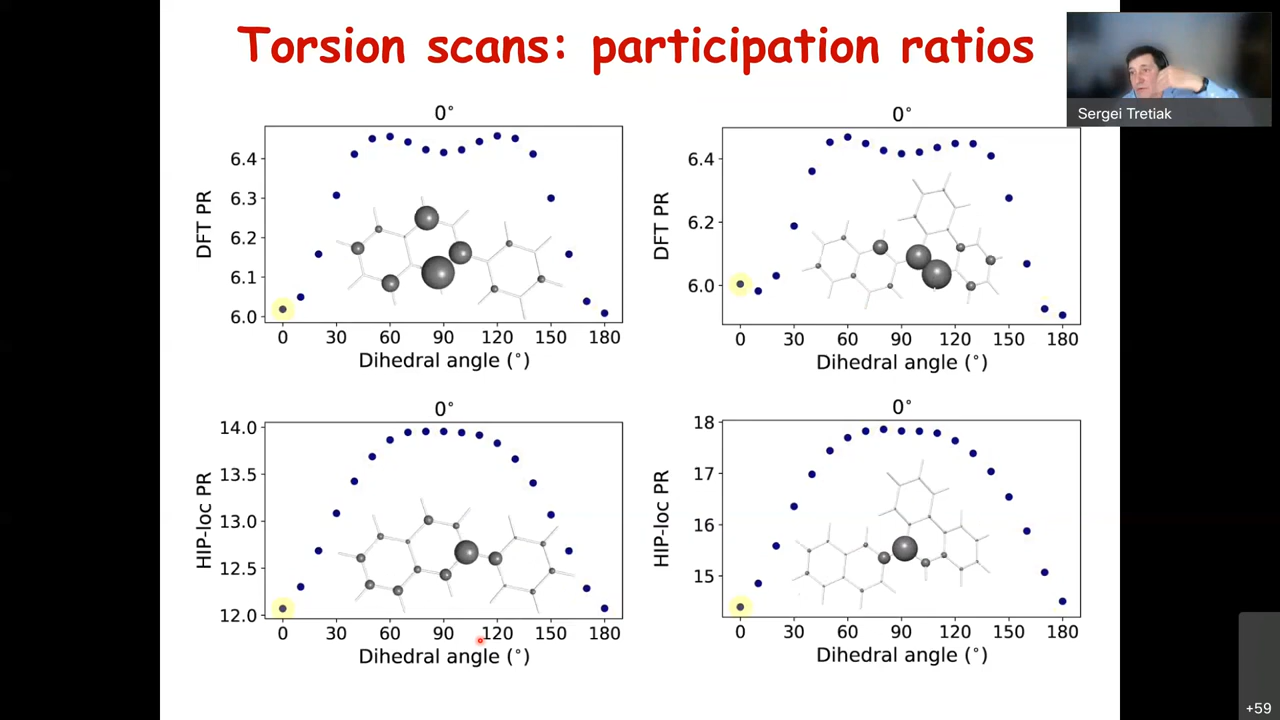 Torsion scans: participation ratios
Sergei Tretiak
0°
DFT PR
6.4
6.3
6.2
6.1
6.0
0 30 60 90 120 150 180
Dihedral angle (°)
0°
DFT PR
6.4
6.2
6.0
0 30 60 90 120 150 180
Dihedral angle (°)
0°
HIP-loc PR
14.0
13.5
13.0
12.5
12.0
0 30 60 90 120 150 180
Dihedral angle (°)
0°
HIP-loc PR
18
17
16
15
0 30 60 90 120 150 180
Dihedral angle (°)
+59